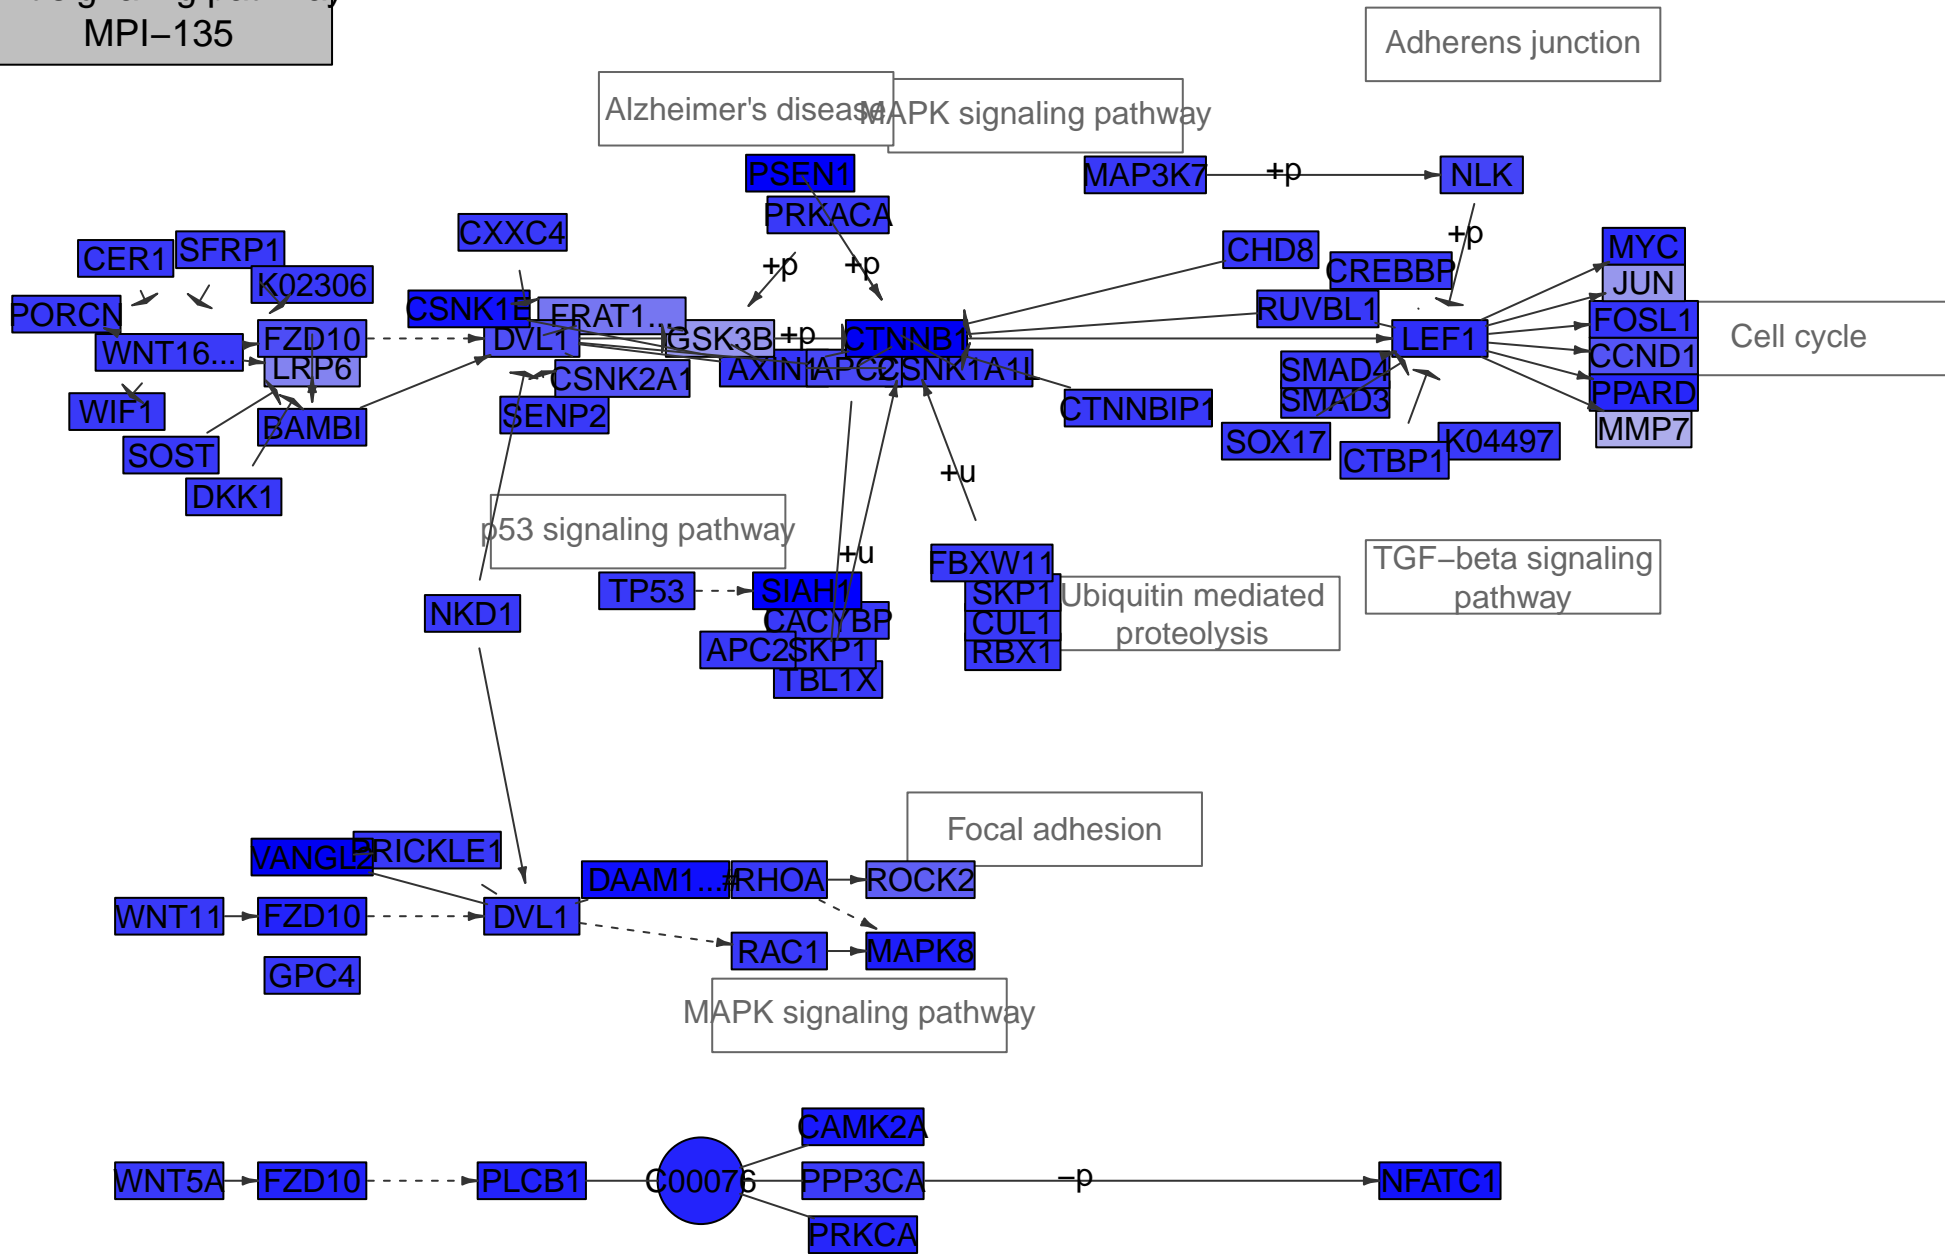 MPI−135
Adherens junction
Alzheimer's disease
MAPK signaling pathway
PSEN1
MAP3K7
+p
NLK
PRKACA
CXXC4
CER1
SFRP1
K02306
+p
+p
CHD8
CREBBP
+p
MYC
JUN
PORCN
CSNK1E
FRAT1...
RUVBL1
FOSL1
WNT16...
FZD10
DVL1
GSK3B
+p
CTNNB1
LEF1
Cell cycle
CCND1
LRP6
AXIN1
APC2
CSNK1A1L
SMAD4
CSNK2A1
PPARD
SMAD3
WIF1
BAMBI
SENP2
CTNNBIP1
MMP7
SOST
SOX17
CTBP1
K04497
DKK1
+u
p53 signaling pathway
+u
FBXW11
TGF−beta signaling
pathway
TP53
SIAH1
SKP1
Ubiquitin mediated
proteolysis
NKD1
CACYBP
CUL1
APC2
SKP1
RBX1
TBL1X
Focal adhesion
VANGL2
PRICKLE1
DAAM1...
RHOA
ROCK2
WNT11
FZD10
DVL1
RAC1
MAPK8
GPC4
MAPK signaling pathway
CAMK2A
WNT5A
FZD10
PLCB1
C00076
PPP3CA
−p
NFATC1
PRKCA